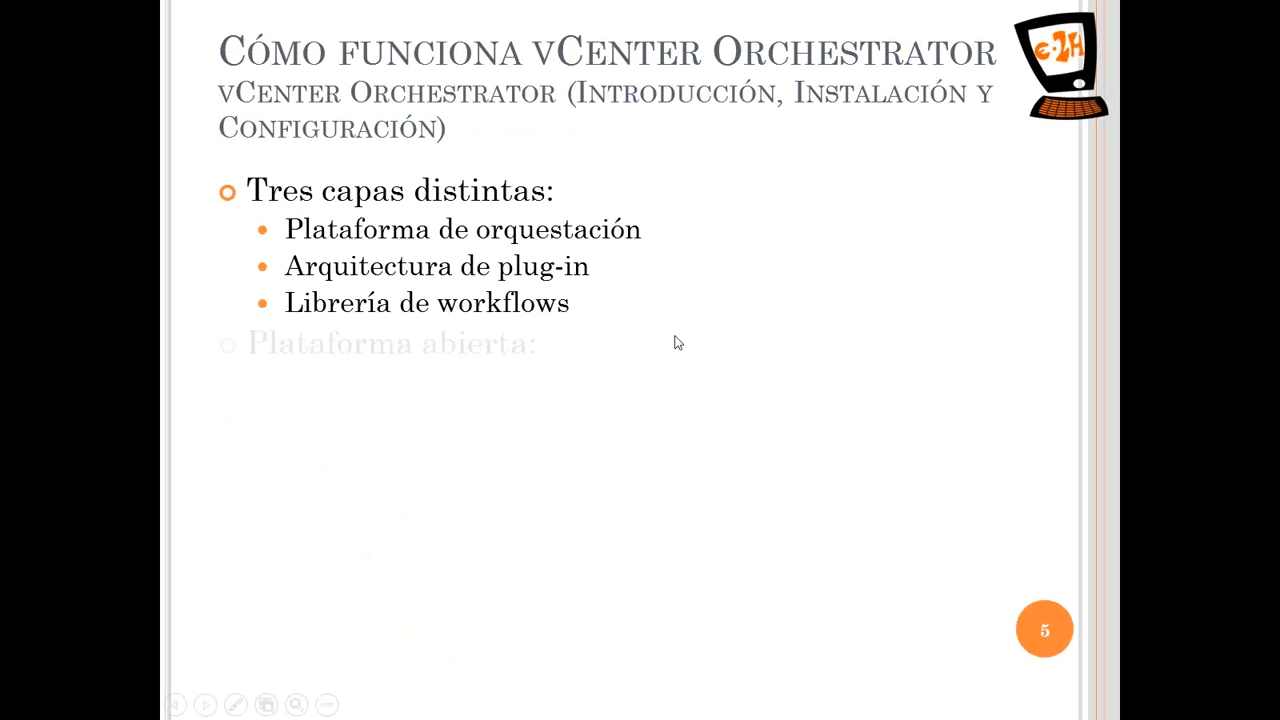 Cómo funciona vCenter Orchestrator
vCenter Orchestrator (Introducción, Instalación y
Configuración)
e-2H
Tres capas distintas:
Plataforma de orquestación
Arquitectura de plug-in
Librería de workflows
Plataforma abierta:
5